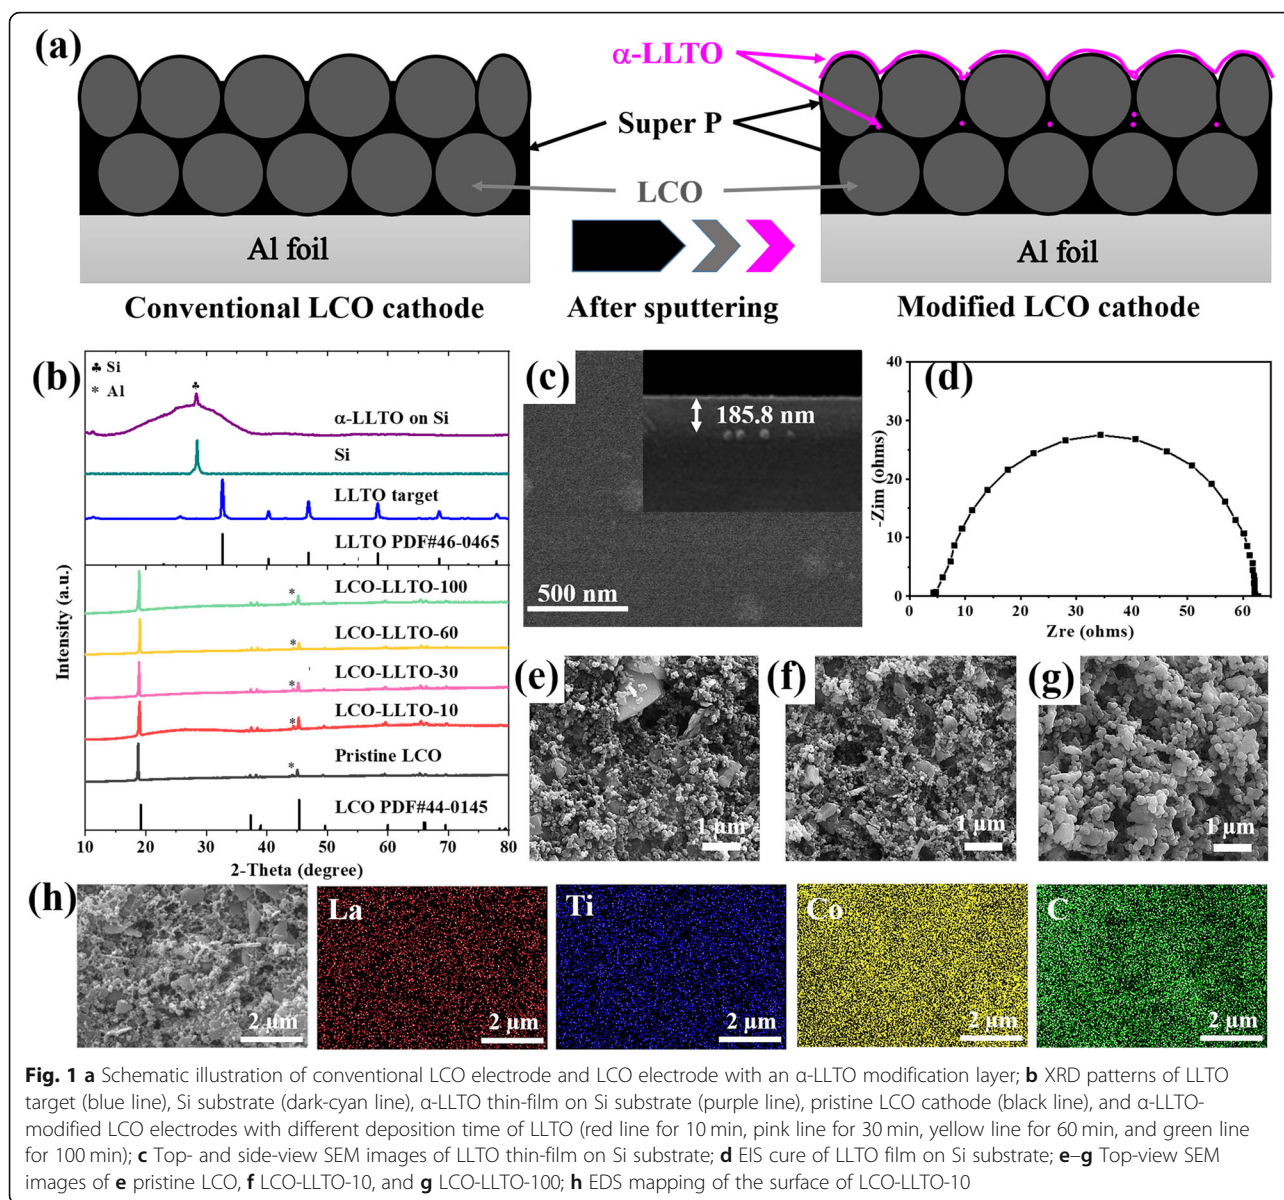 (a)
α-LLTO
Super P
LCO
Al foil
Al foil
Conventional LCO cathode
After sputtering
Modified LCO cathode
(b)
♣ Si
* Al
♣
α-LLTO on Si
Si
LLTO target
LLTO PDF#46-0465
LCO-LLTO-100
*
LCO-LLTO-60
*
LCO-LLTO-30
*
LCO-LLTO-10
*
Pristine LCO
*
LCO PDF#44-0145
Intensity (a.u.)
10 20 30 40 50 60 70 80
2-Theta (degree)
(c)
185.8 nm
500 nm
(d)
-Zim (ohms)
40
30
20
10
0
0 10 20 30 40 50 60
Zre (ohms)
(e)
1 μm
(f)
1 μm
(g)
1 μm
(h)
2 μm
La
2 μm
Ti
2 μm
Co
2 μm
C
2 μm
Fig. 1 a Schematic illustration of conventional LCO electrode and LCO electrode with an α-LLTO modification layer; b XRD patterns of LLTO
target (blue line), Si substrate (dark-cyan line), α-LLTO thin-film on Si substrate (purple line), pristine LCO cathode (black line), and α-LLTO-
modified LCO electrodes with different deposition time of LLTO (red line for 10 min, pink line for 30 min, yellow line for 60 min, and green line
for 100 min); c Top- and side-view SEM images of LLTO thin-film on Si substrate; d EIS cure of LLTO film on Si substrate; e–g Top-view SEM
images of e pristine LCO, f LCO-LLTO-10, and g LCO-LLTO-100; h EDS mapping of the surface of LCO-LLTO-10